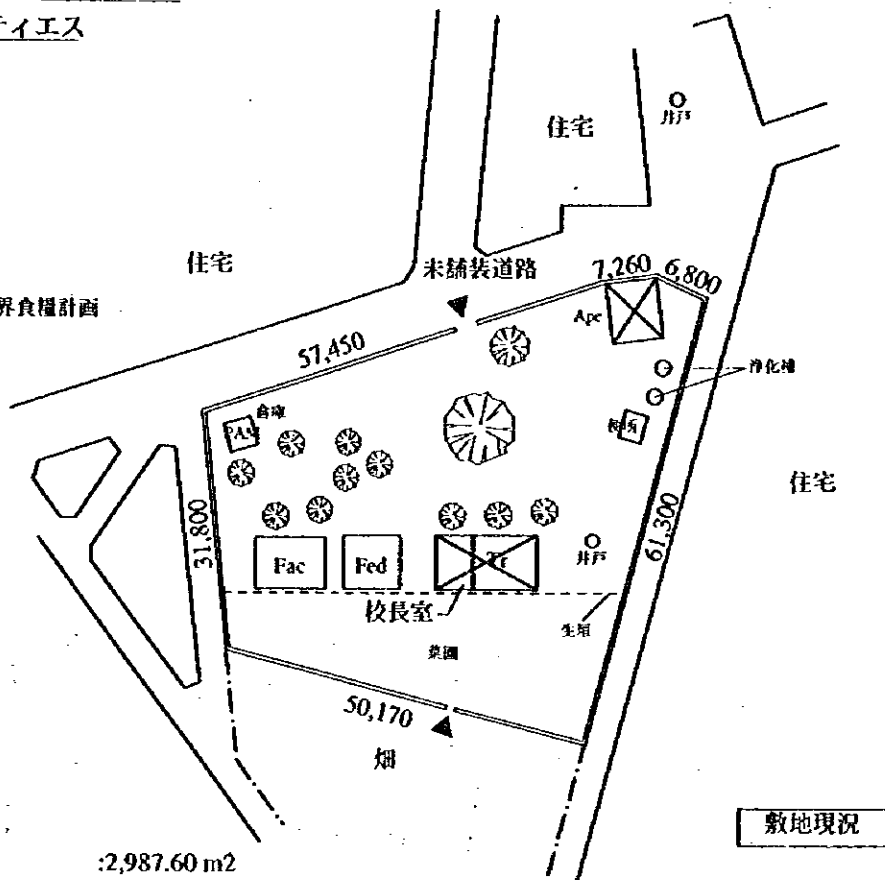 ティエス
住宅
井戸
住宅
未舗装道路
7,260
6,800
界食糧計画
57,450
Apc
浄化槽
倉庫
住宅
31,800
61,300
Fac
Fed
井戸
校長室
生垣
菜園
50,170
畑
敷地現況
:2,987.60 m2